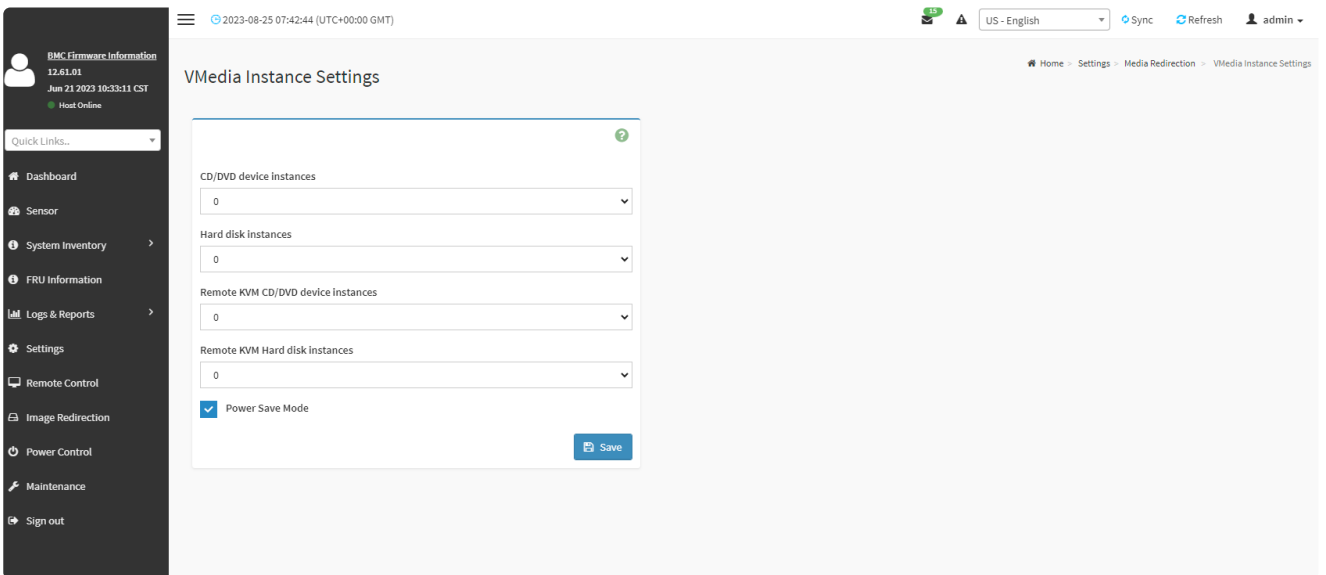 2023-08-25 07:42:44 (UTC+00:00 GMT)
15
US - English
Sync
Refresh
admin
BMC Firmware Information
12.61.01
Jun 21 2023 10:33:11 CST
Host Online
Quick Links..
Dashboard
Sensor
System Inventory
FRU Information
Logs & Reports
Settings
Remote Control
Image Redirection
Power Control
Maintenance
Sign out
VMedia Instance Settings
Home > Settings > Media Redirection > VMedia Instance Settings
?
CD/DVD device instances
0
Hard disk instances
0
Remote KVM CD/DVD device instances
0
Remote KVM Hard disk instances
0
Power Save Mode
Save